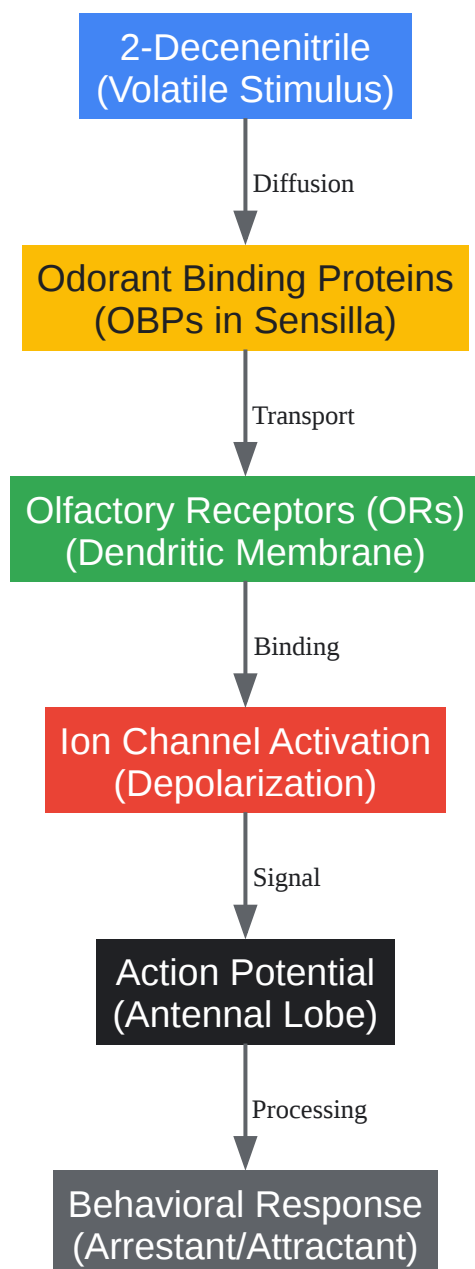 2-Decenenitrile
(Volatile Stimulus)
Diffusion
Odorant Binding Proteins
(OBPs in Sensilla)
Transport
Olfactory Receptors (ORs)
(Dendritic Membrane)
Binding
Ion Channel Activation
(Depolarization)
Signal
Action Potential
(Antennal Lobe)
Processing
Behavioral Response
(Arrestant/Attractant)